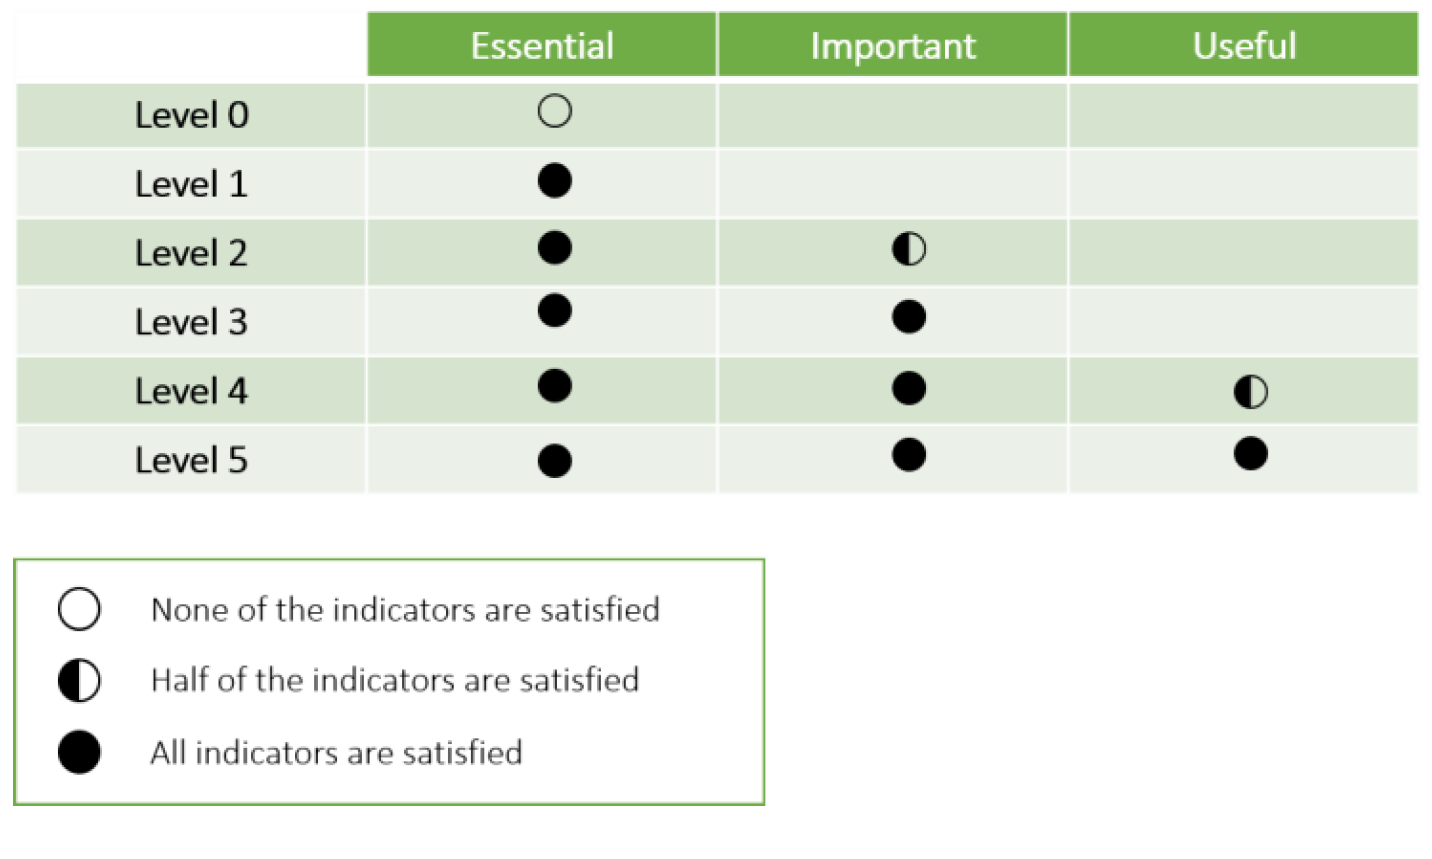 Essential Important Useful
Level 0
Level 1
Level 2
Level 3
Level 4
Level 5
None of the indicators are satisfied
Half of the indicators are satisfied
All indicators are satisfied